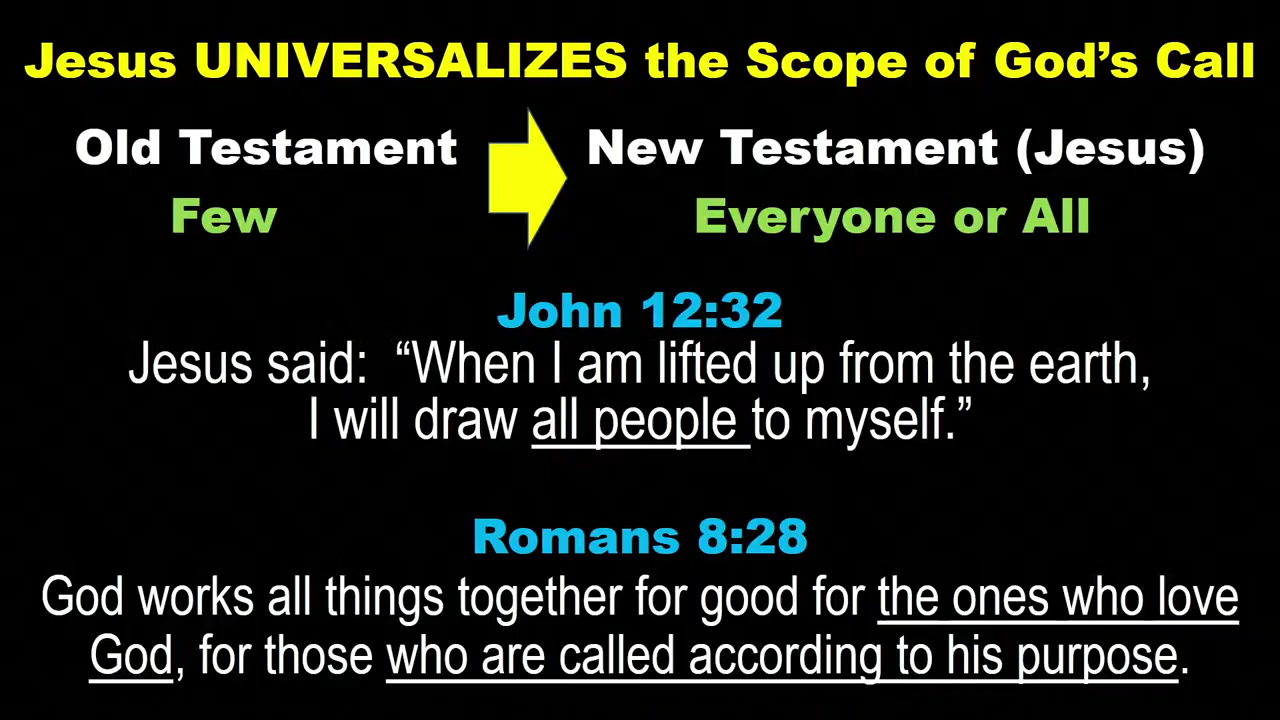 Jesus UNIVERSALIZES the Scope of God’s Call
Old Testament
New Testament (Jesus)
Few
Everyone or All
John 12:32
Jesus said: “When I am lifted up from the earth,
I will draw all people to myself.”
Romans 8:28
God works all things together for good for the ones who love
God, for those who are called according to his purpose.